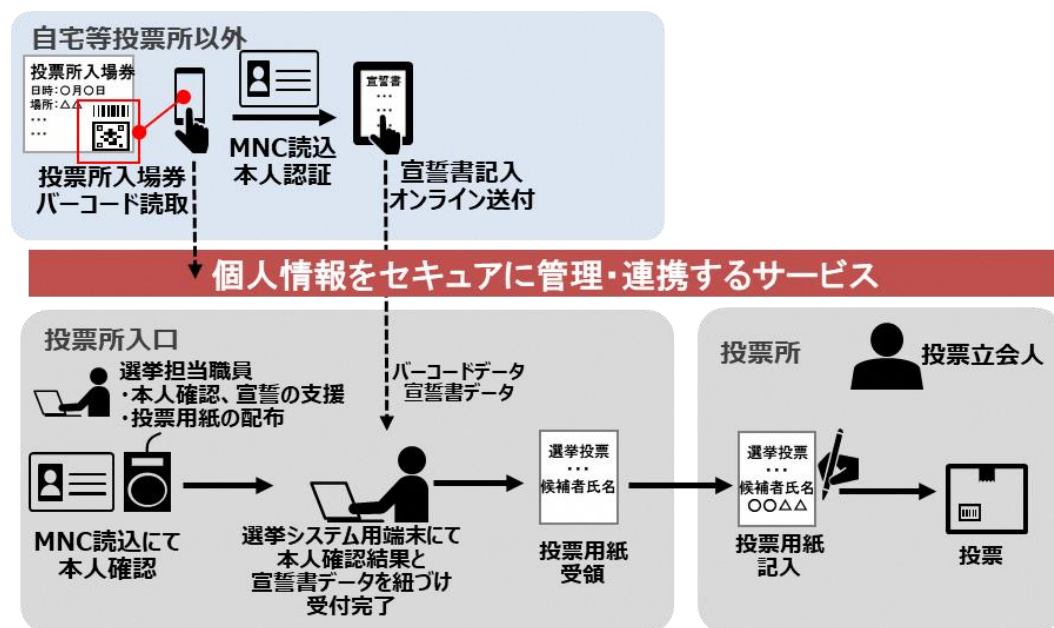 自宅等投票所以外
投票所入場券
日時：〇月〇日
場所：△△
…
…
投票所入場券
バーコード読取
MNC読込
本人認証
宣誓書
…
…
宣誓書記入
オンライン送付
個人情報をセキュアに管理・連携するサービス
投票所入口
選挙担当職員
・本人確認、宣誓の支援
・投票用紙の配布
バーコードデータ
宣誓書データ
MNC読込にて
本人確認
選挙システム用端末にて
本人確認結果と
宣誓書データを紐づけ
受付完了
選挙投票
…
候補者氏名
投票用紙
受領
投票所
投票立会人
選挙投票
…
候補者氏名
〇〇△△
投票用紙
記入
投票